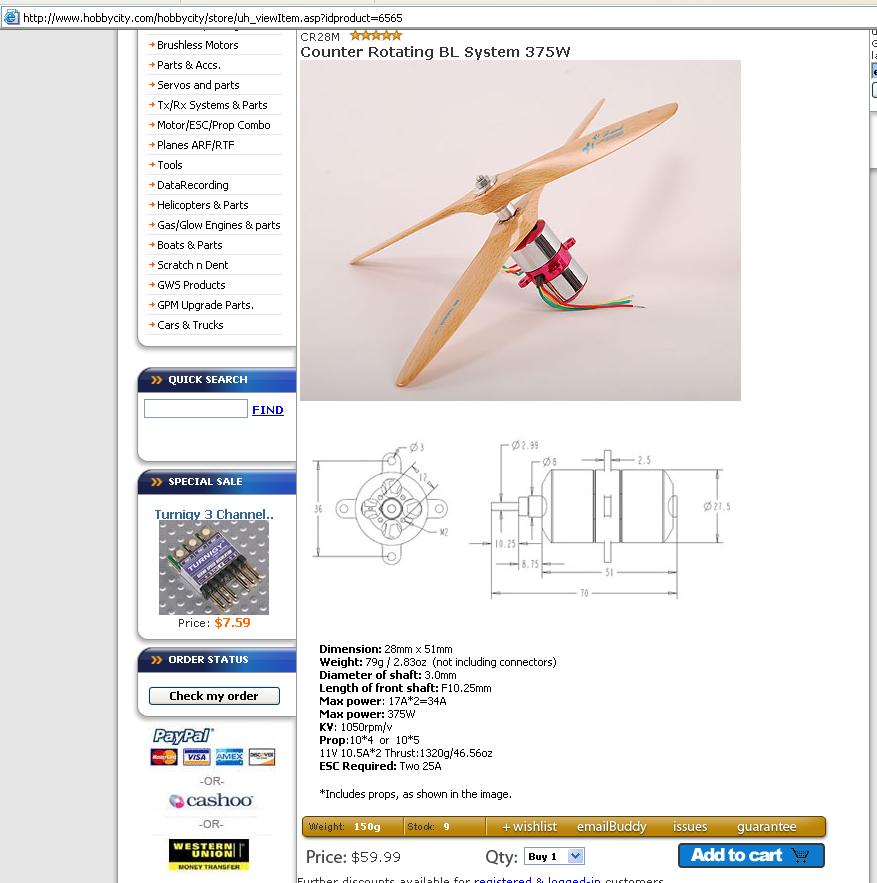 http://www.hobbycity.com/hobbycity/store/uh_viewItem.asp?idproduct=6565
Brushless Motors
Parts & Accs.
Servos and parts
Tx/Rx Systems & Parts
Motor/ESC/Prop Combo
Planes ARF/RTF
Tools
DataRecording
Helicopters & Parts
Gas/Glow Engines & parts
Boats & Parts
Scratch n Dent
GWS Products
GPM Upgrade Parts.
Cars & Trucks
QUICK SEARCH
FIND
SPECIAL SALE
Turnigy 3 Channel..
TURNIGY
Price: $7.59
ORDER STATUS
Check my order
PayPal
MasterCard VISA AMEX DISCOVER
-OR-
cashoo
-OR-
WESTERN UNION
MONEY TRANSFER
CR28M
Counter Rotating BL System 375W
Ø3
12
36
M2
Ø2.99
Ø8
2.5
Ø27.5
10.25
8.75
51
70
Dimension: 28mm x 51mm
Weight: 79g / 2.83oz (not including connectors)
Diameter of shaft: 3.0mm
Length of front shaft: F10.25mm
Max power: 17A*2=34A
Max power: 375W
KV: 1050rpm/v
Prop:10*4 or 10*5
11V 10.5A*2 Thrust:1320g/46.56oz
ESC Required: Two 25A
*Includes props, as shown in the image.
Weight: 150g Stock: 9 +wishlist emailBuddy issues guarantee
Price: $59.99 Qty: Buy 1 Add to cart
Further discounts available for registered & logged-in customers